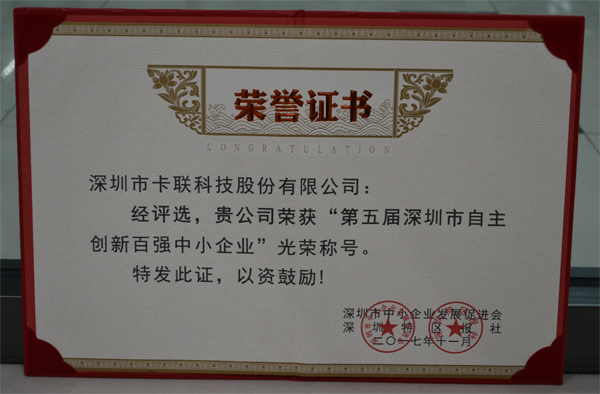 荣誉证书
CONGRATULATION
深圳市卡联科技股份有限公司：
经评选，贵公司荣获“第五届深圳市自主
创新百强中小企业”光荣称号。
特发此证，以资鼓励！
深圳市中小企业发展促进会
深圳特区报社
二〇一七年十一月